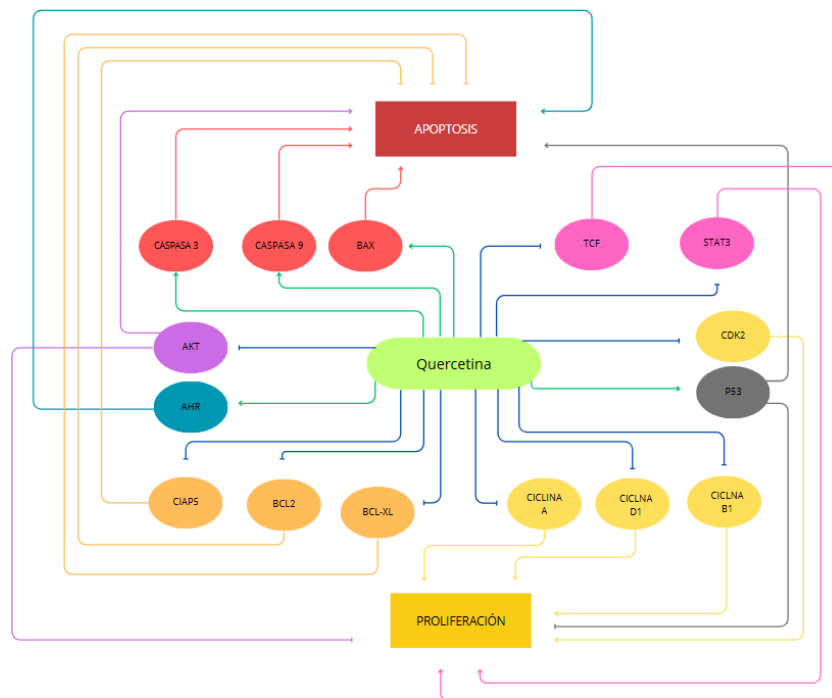 APOPTOSIS
CASPASA 3
CASPASA 9
BAX
TCF
STAT3
AKT
Quercetina
CDK2
P53
AHR
CIAP5
BCL2
BCL-XL
CICLINA
A
CICLNA
D1
CICLNA
B1
PROLIFERACIÓN